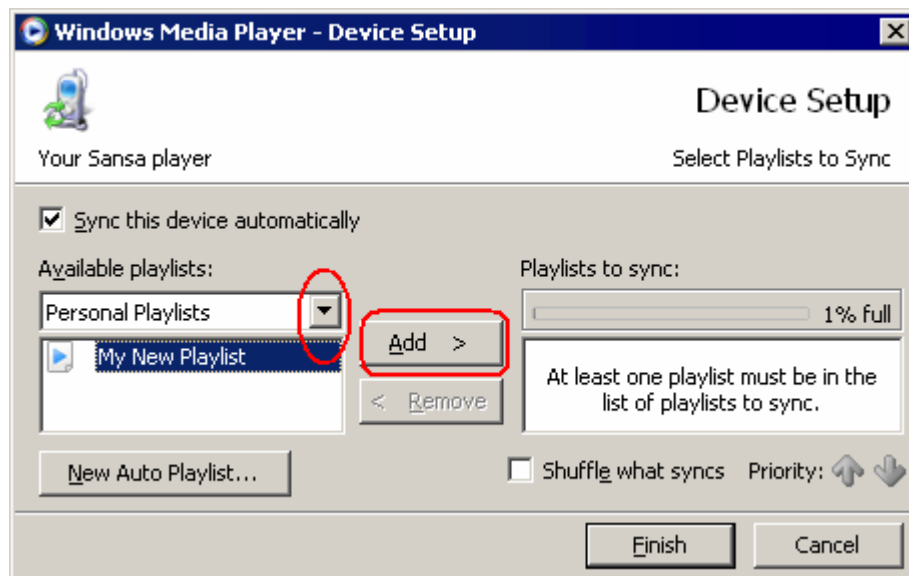 Windows Media Player - Device Setup
Device Setup
Your Sansa player
Select Playlists to Sync
Sync this device automatically
Available playlists:
Playlists to sync:
Personal Playlists
1% full
Add >
My New Playlist
At least one playlist must be in the
list of playlists to sync.
< Remove
New Auto Playlist...
Shuffle what syncs
Priority:
Finish
Cancel